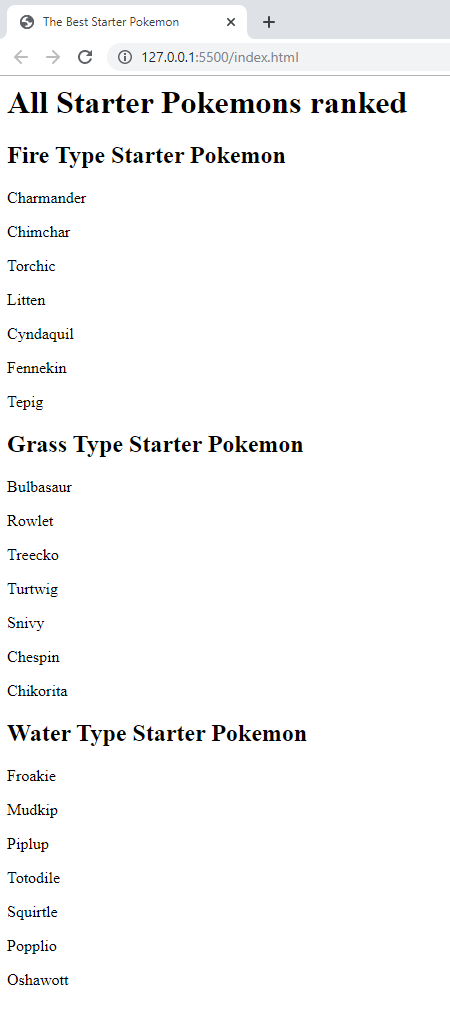 The Best Starter Pokemon
127.0.0.1:5500/index.html
All Starter Pokemons ranked
Fire Type Starter Pokemon
Charmander
Chimchar
Torchic
Litten
Cyndaquil
Fennekin
Tepig
Grass Type Starter Pokemon
Bulbasaur
Rowlet
Treecko
Turtwig
Snivy
Chespin
Chikorita
Water Type Starter Pokemon
Froakie
Mudkip
Piplup
Totodile
Squirtle
Popplio
Oshawott